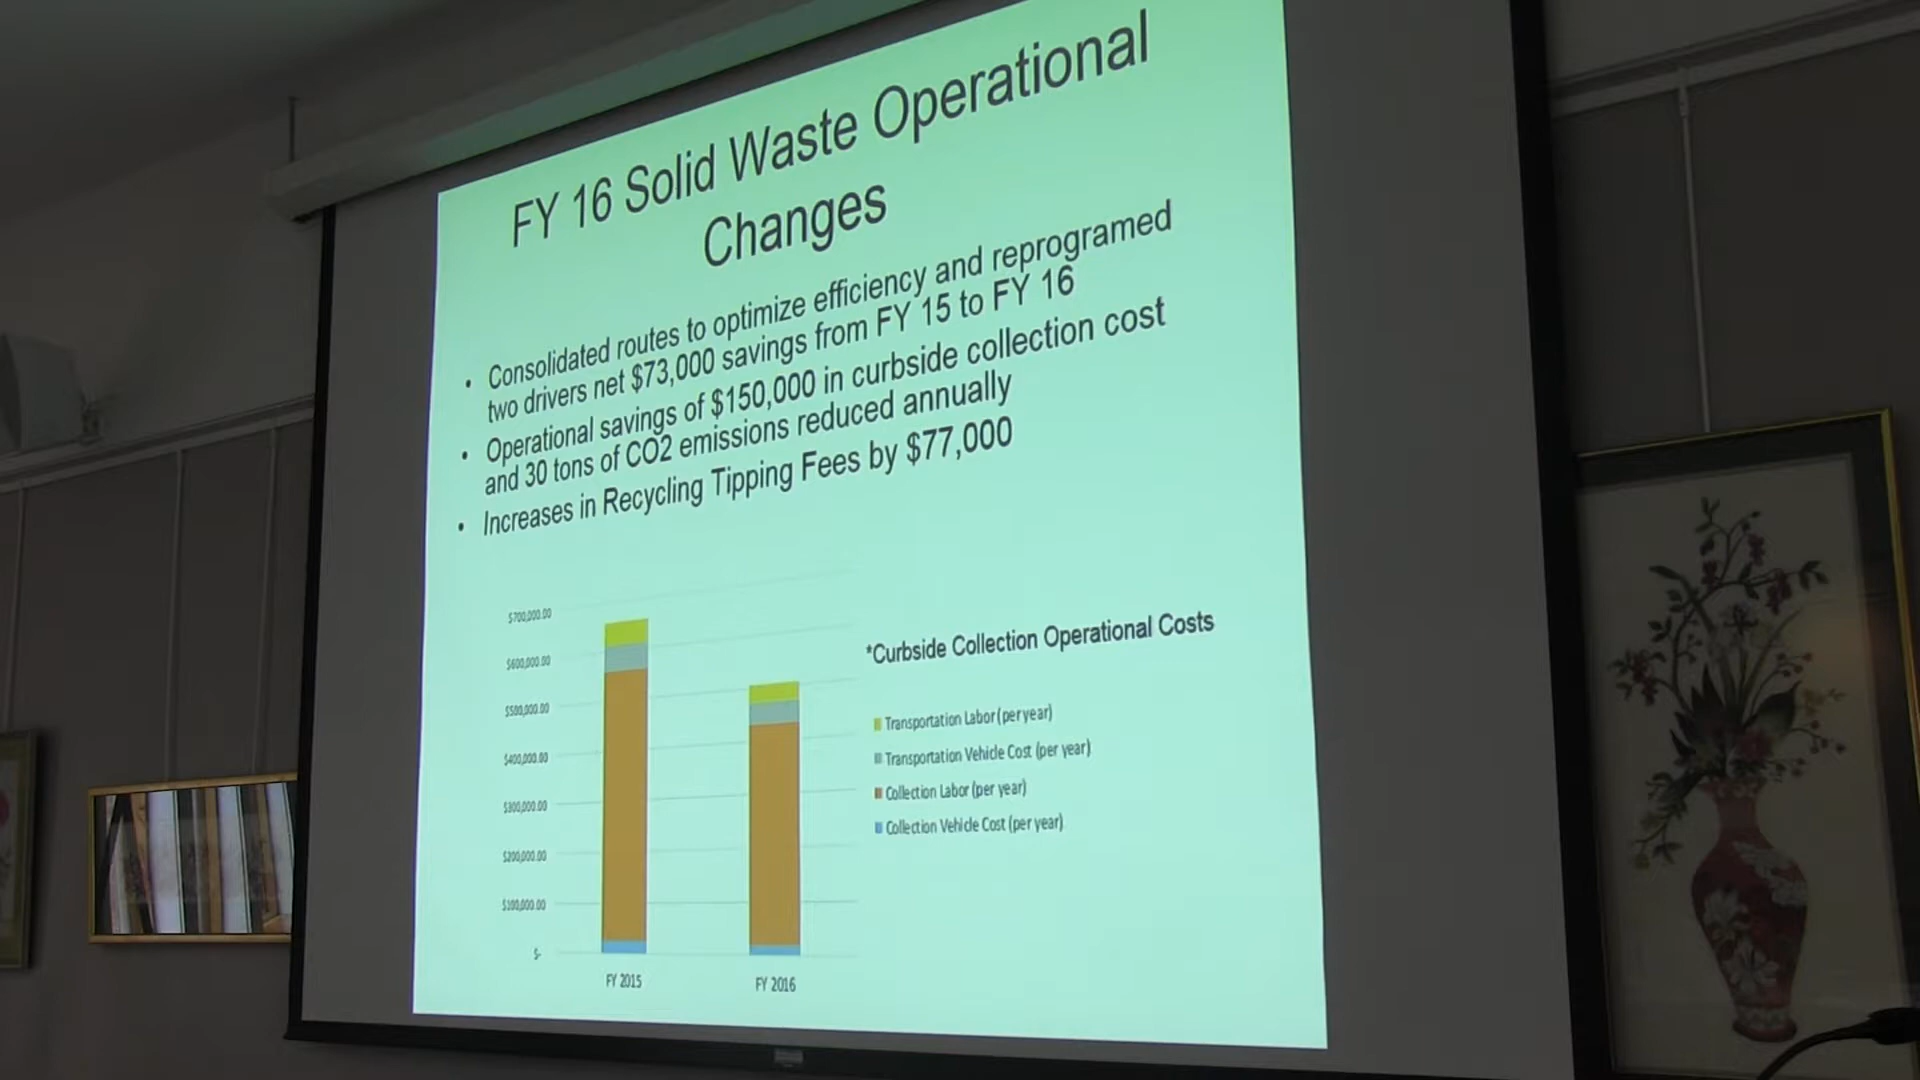 FY 16 Solid Waste Operational
Changes
• Consolidated routes to optimize efficiency and reprogramed
two drivers net $73,000 savings from FY 15 to FY 16
• Operational savings of $150,000 in curbside collection cost
and 30 tons of CO2 emissions reduced annually
• Increases in Recycling Tipping Fees by $77,000
$700,000.00
$600,000.00
$500,000.00
$400,000.00
$300,000.00
$200,000.00
$100,000.00
$-
FY 2015
FY 2016
*Curbside Collection Operational Costs
Transportation Labor (per year)
Transportation Vehicle Cost (per year)
Collection Labor (per year)
Collection Vehicle Cost (per year)